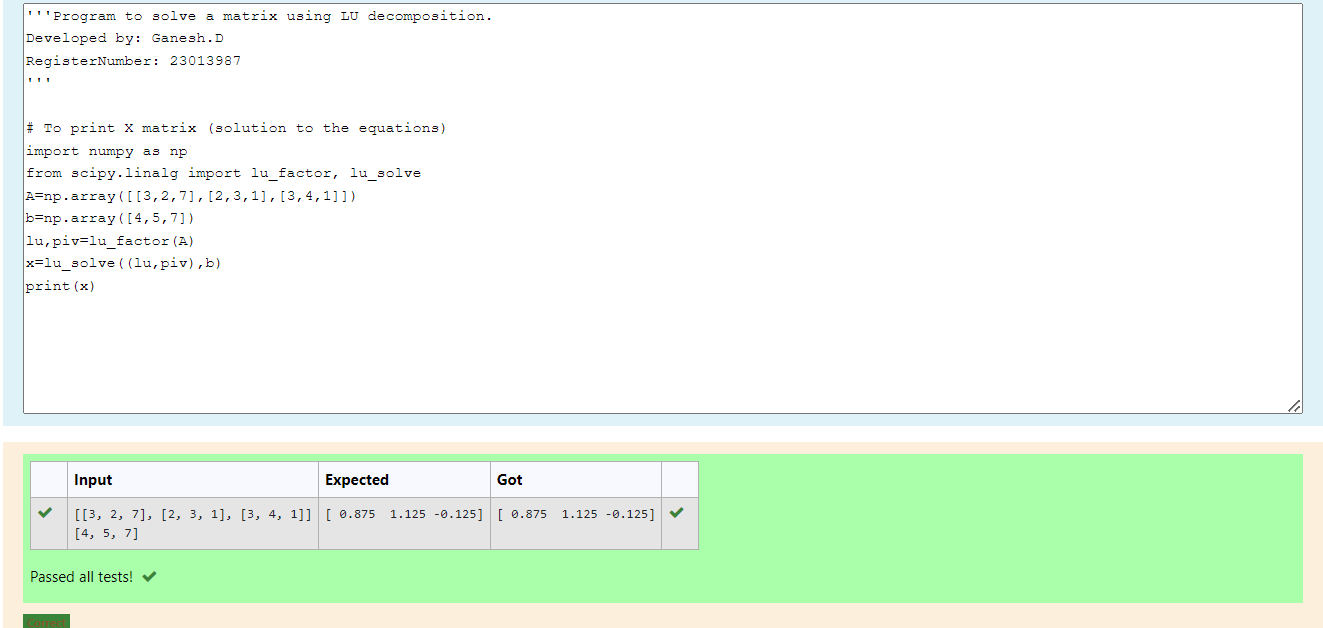 '''Program to solve a matrix using LU decomposition.
Developed by: Ganesh.D
RegisterNumber: 23013987
'''
# To print X matrix (solution to the equations)
import numpy as np
from scipy.linalg import lu_factor, lu_solve
A=np.array([[3,2,7],[2,3,1],[3,4,1]])
b=np.array([4,5,7])
lu,piv=lu_factor(A)
x=lu_solve((lu,piv),b)
print(x)
Input Expected Got
[[3, 2, 7], [2, 3, 1], [3, 4, 1]] [ 0.875  1.125 -0.125] [ 0.875  1.125 -0.125]
[4, 5, 7]
Passed all tests!
Correct